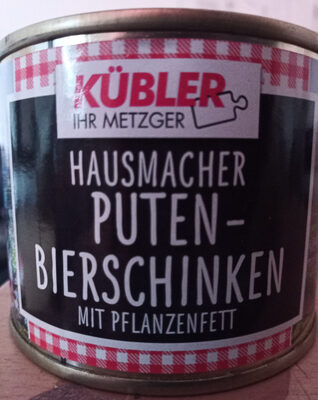 KÜBLER
IHR METZGER
HAUSMACHER
PUTEN-
BIERSCHINKEN
MIT PFLANZENFETT